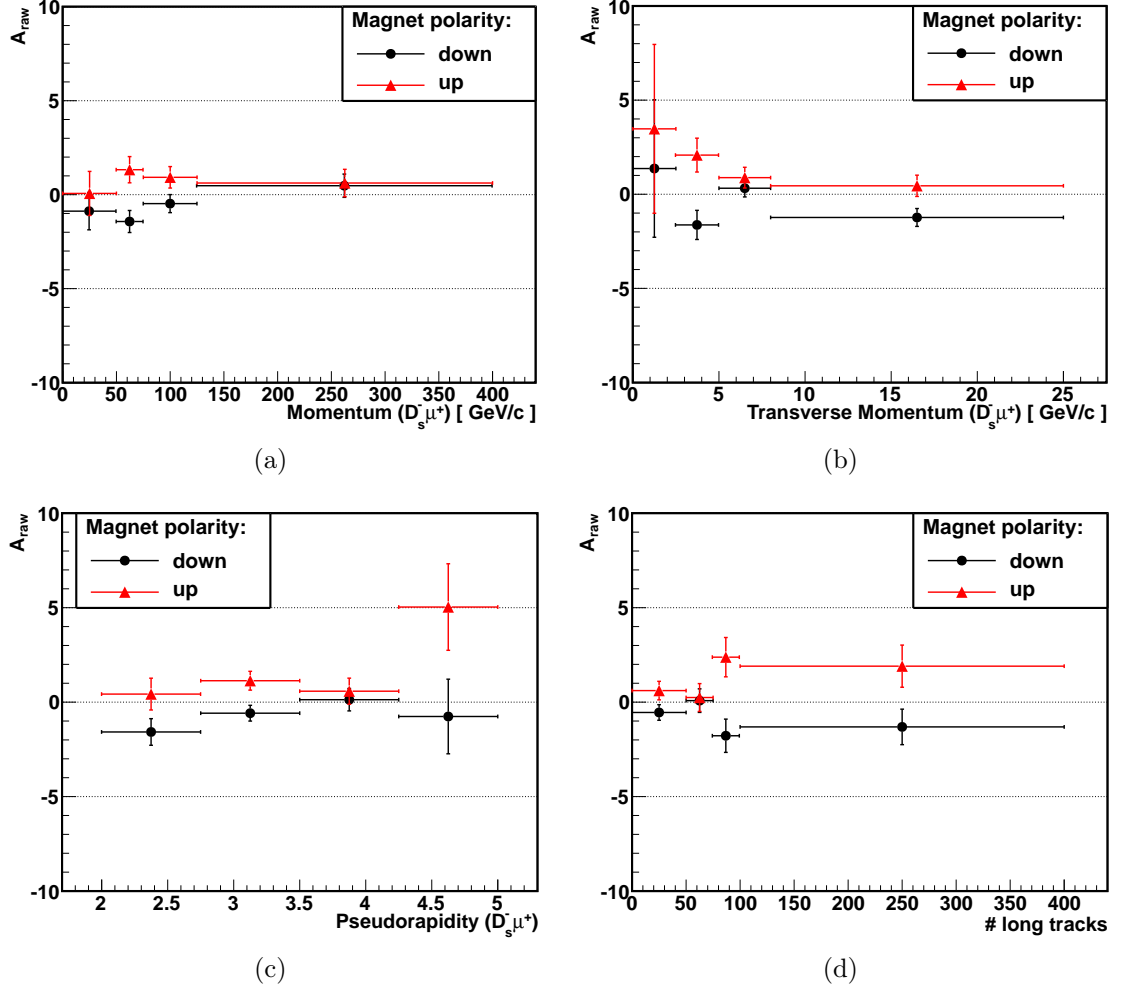 A_raw
10
5
0
-5
-10
Magnet polarity:
down
up
0 50 100 150 200 250 300 350 400
Momentum (D_s^- μ^+) [ GeV/c ]
(a)
A_raw
10
5
0
-5
-10
Magnet polarity:
down
up
0 5 10 15 20 25
Transverse Momentum (D_s^- μ^+) [ GeV/c ]
(b)
A_raw
10
5
0
-5
-10
Magnet polarity:
down
up
2 2.5 3 3.5 4 4.5 5
Pseudorapidity (D_s^- μ^+)
(c)
A_raw
10
5
0
-5
-10
Magnet polarity:
down
up
0 50 100 150 200 250 300 350 400
# long tracks
(d)